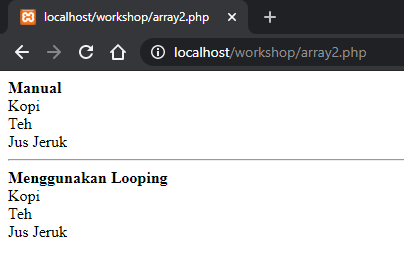 localhost/workshop/array2.php
localhost/workshop/array2.php
Manual
Kopi
Teh
Jus Jeruk
Menggunakan Looping
Kopi
Teh
Jus Jeruk